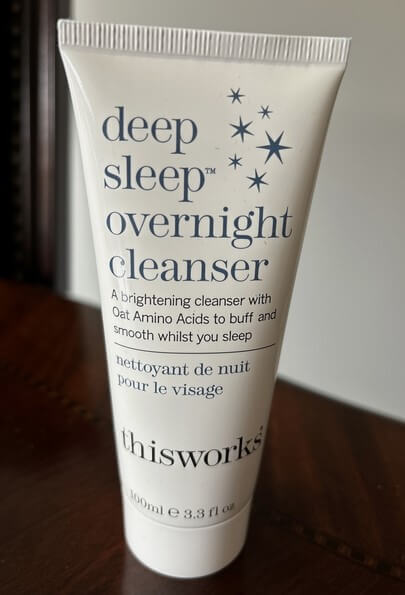 deep
sleep™
overnight
cleanser
A brightening cleanser with
Oat Amino Acids to buff and
smooth whilst you sleep
nettoyant de nuit
pour le visage
thisworks®
100ml ℮ 3.3 fl oz